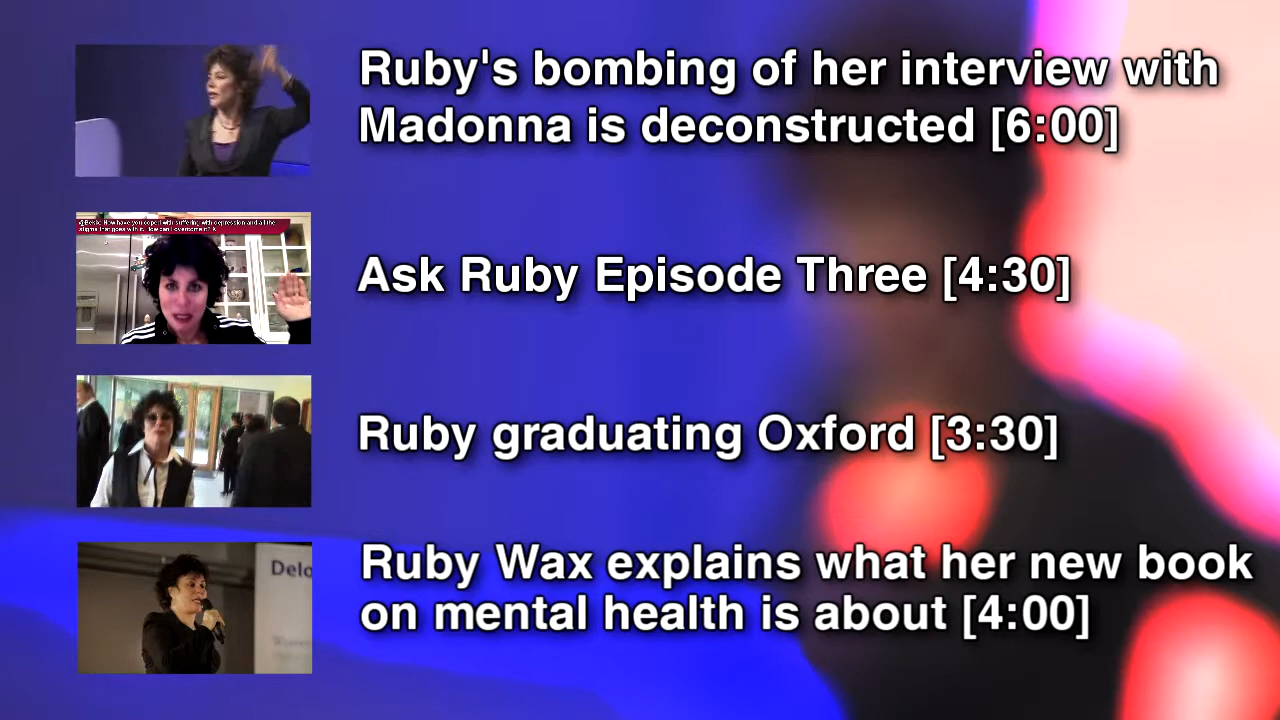 Ruby's bombing of her interview with
Madonna is deconstructed [6:00]
Ask Ruby Episode Three [4:30]
Ruby graduating Oxford [3:30]
Delo
Ruby Wax explains what her new book
on mental health is about [4:00]